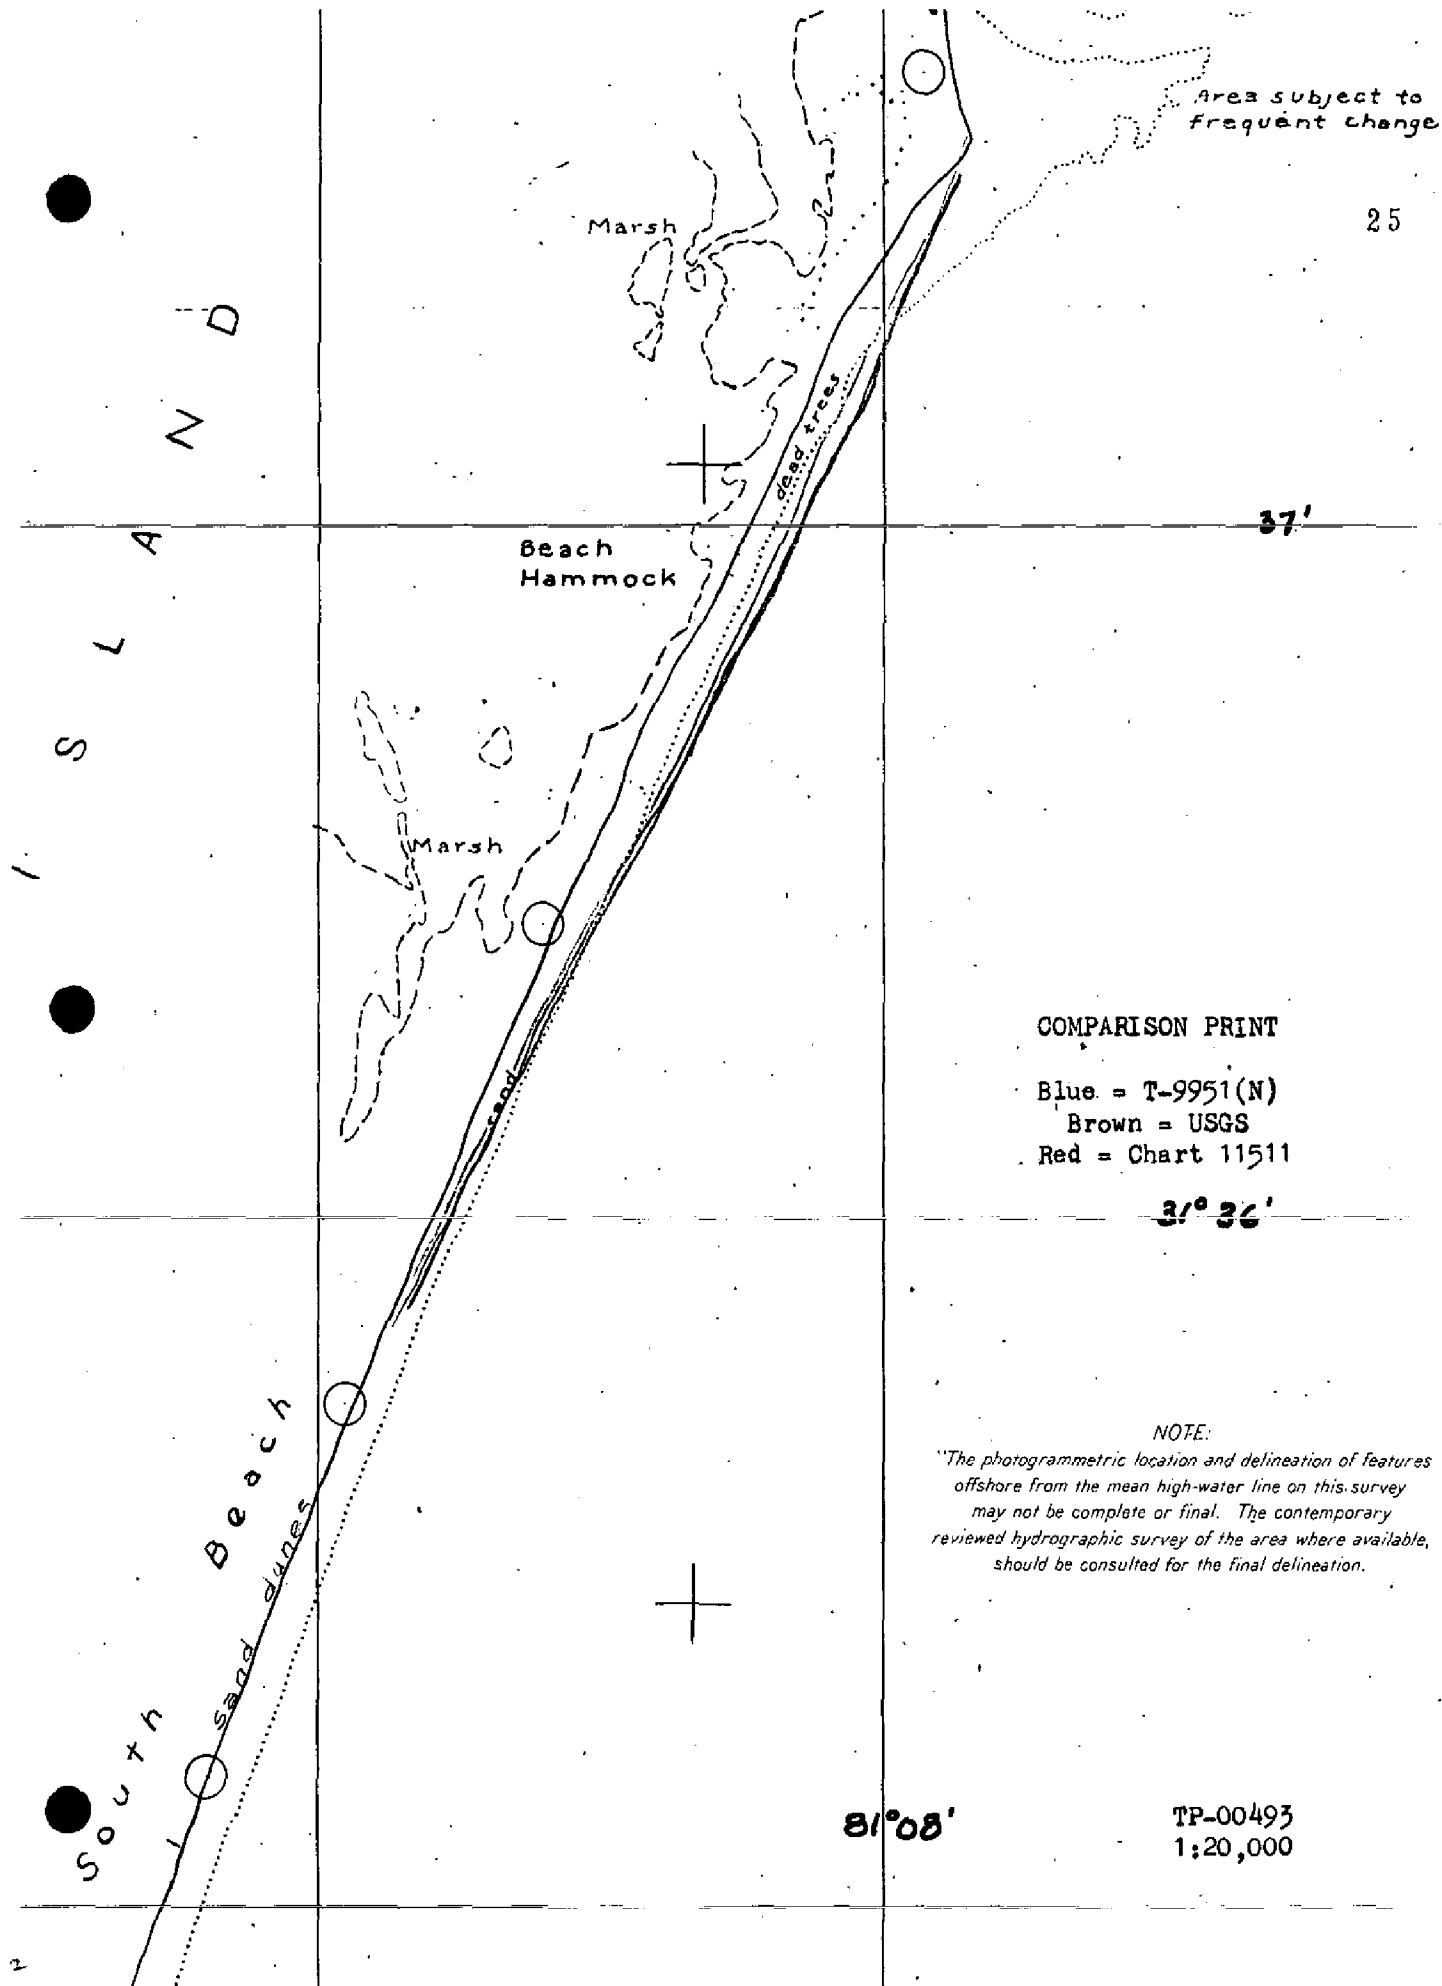 Area subject to
frequent change
25
Marsh
ISLAND
dead trees
37'
Beach
Hammock
Marsh
COMPARISON PRINT
Blue = T-9951(N)
Brown = USGS
Red = Chart 11511
sand
31° 36'
NOTE:
"The photogrammetric location and delineation of features
offshore from the mean high-water line on this survey
may not be complete or final. The contemporary
reviewed hydrographic survey of the area where available,
should be consulted for the final delineation.
South Beach
sand dunes
81°08'
TP-00493
1:20,000
2